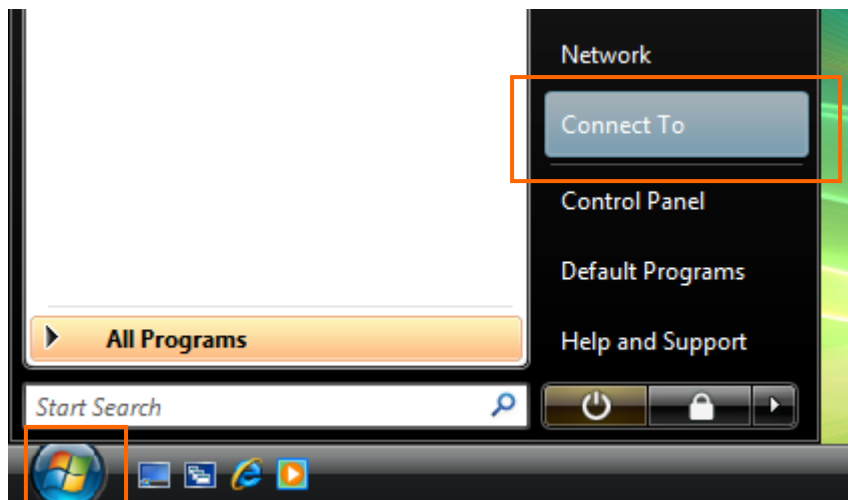 Network
Connect To
Control Panel
Default Programs
All Programs
Help and Support
Start Search